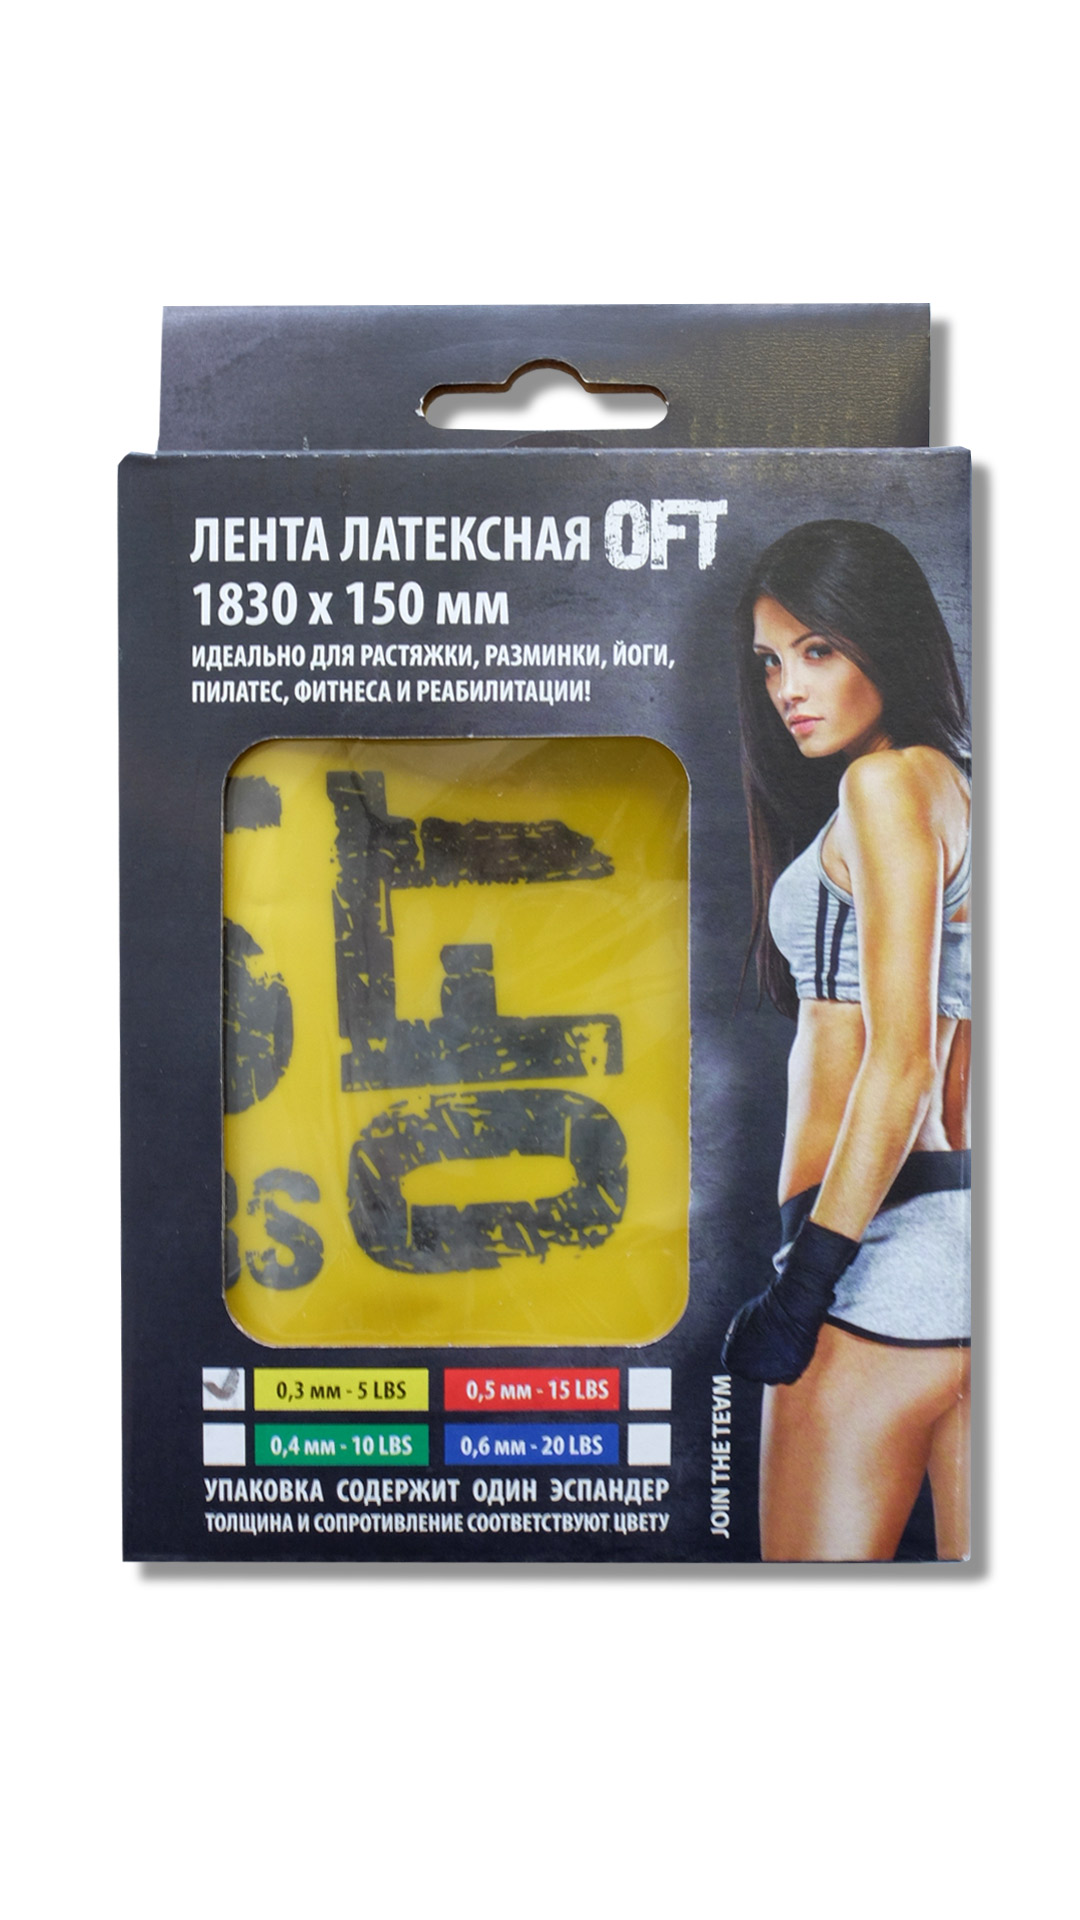 ЛЕНТА ЛАТЕКСНАЯ OFT
1830 x 150 мм
ИДЕАЛЬНО ДЛЯ РАСТЯЖКИ, РАЗМИНКИ, ЙОГИ,
ПИЛАТЕС, ФИТНЕСА И РЕАБИЛИТАЦИИ!
OFT
0,3 мм - 5 LBS
0,5 мм - 15 LBS
0,4 мм - 10 LBS
0,6 мм - 20 LBS
УПАКОВКА СОДЕРЖИТ ОДИН ЭСПАНДЕР
ТОЛЩИНА И СОПРОТИВЛЕНИЕ СООТВЕТСТВУЮТ ЦВЕТУ
JOIN THE TEAM